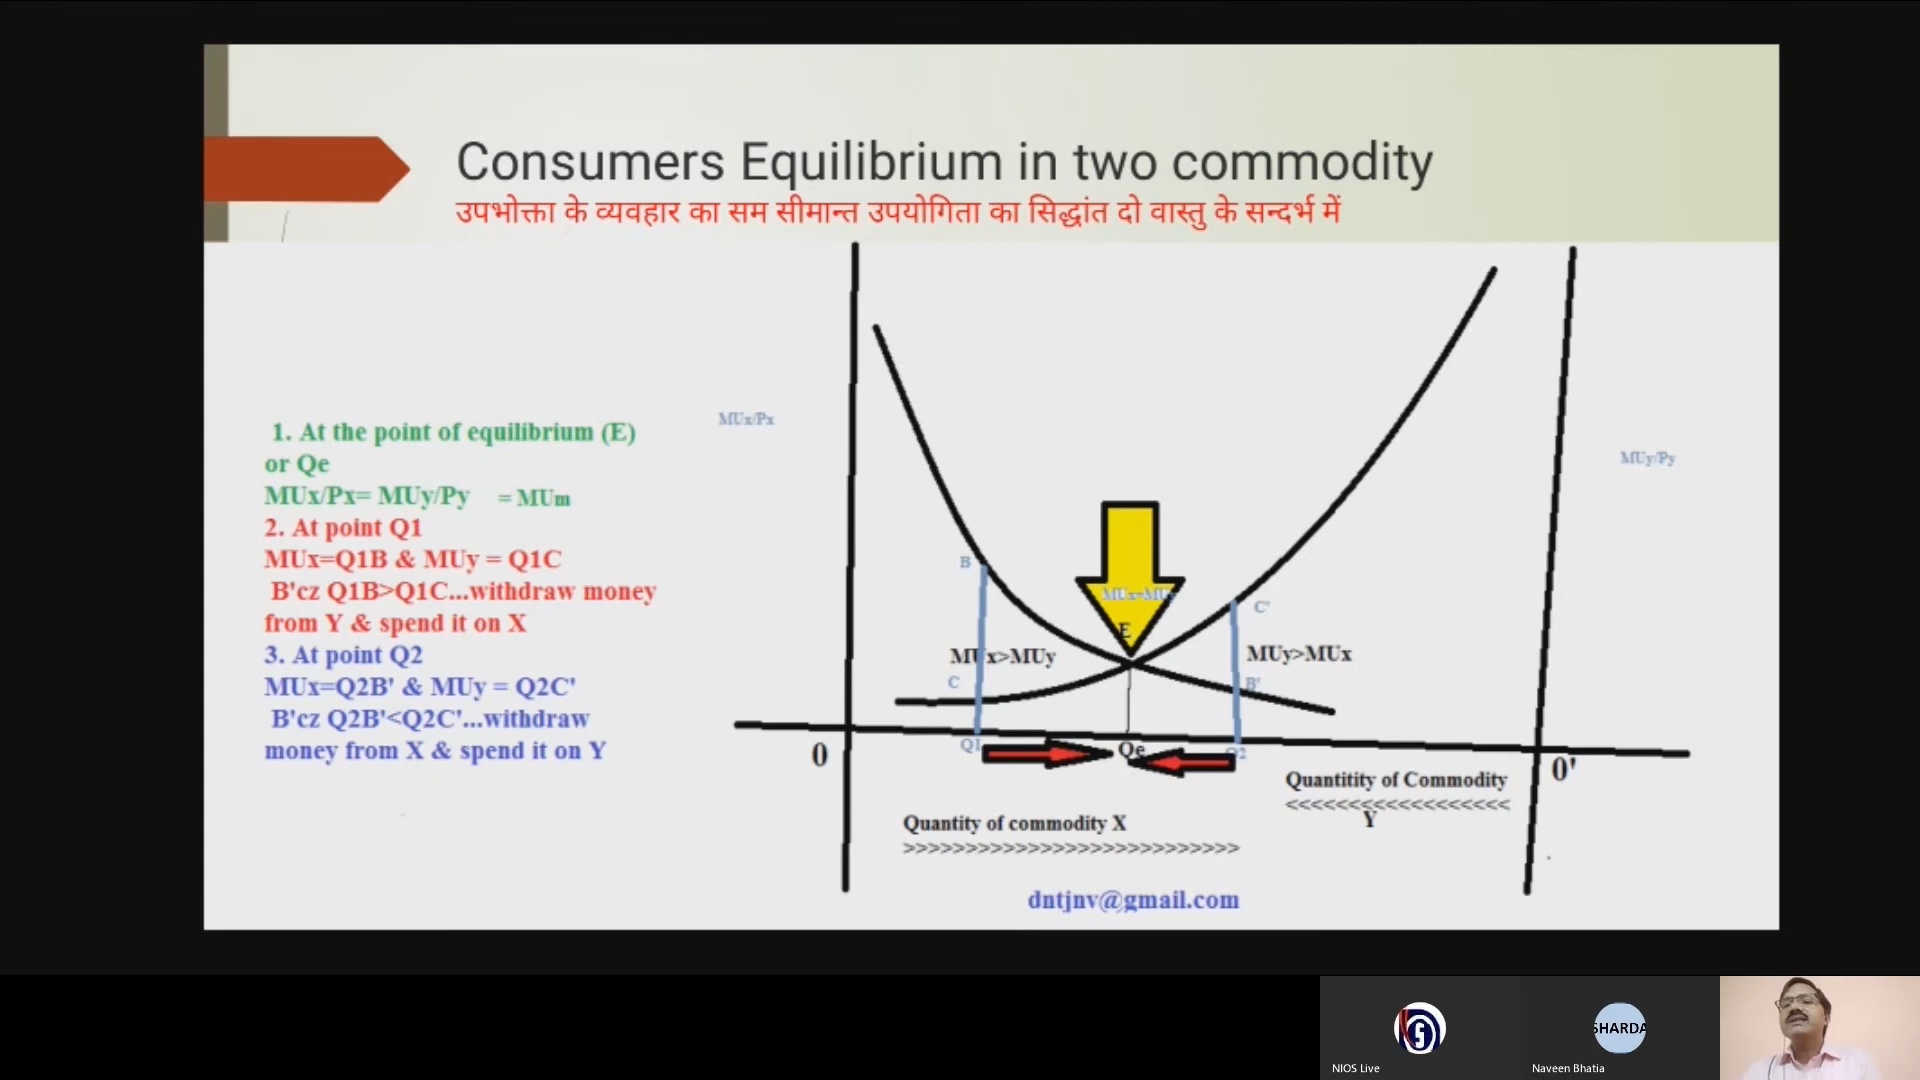 Consumers Equilibrium in two commodity
उपभोक्ता के व्यवहार का सम सीमान्त उपयोगिता का सिद्धांत दो वास्तु के सन्दर्भ में
1. At the point of equilibrium (E)
or Qe
MUx/Px= MUy/Py = MUm
2. At point Q1
MUx=Q1B & MUy = Q1C
B'cz Q1B>Q1C...withdraw money
from Y & spend it on X
3. At point Q2
MUx=Q2B' & MUy = Q2C'
B'cz Q2B'<Q2C'...withdraw
money from X & spend it on Y
MUx/Px
MUy/Py
B
MUx=MUy
C'
E
MUx>MUy
MUy>MUx
C
B'
Q1
Qe
Q2
0
0'
Quantitity of Commodity
<<<<<<<<<<<<<<<<<<
Y
Quantity of commodity X
>>>>>>>>>>>>>>>>>>>>>>>>>>>
dntjnv@gmail.com
SHARDA
NIOS Live
Naveen Bhatia